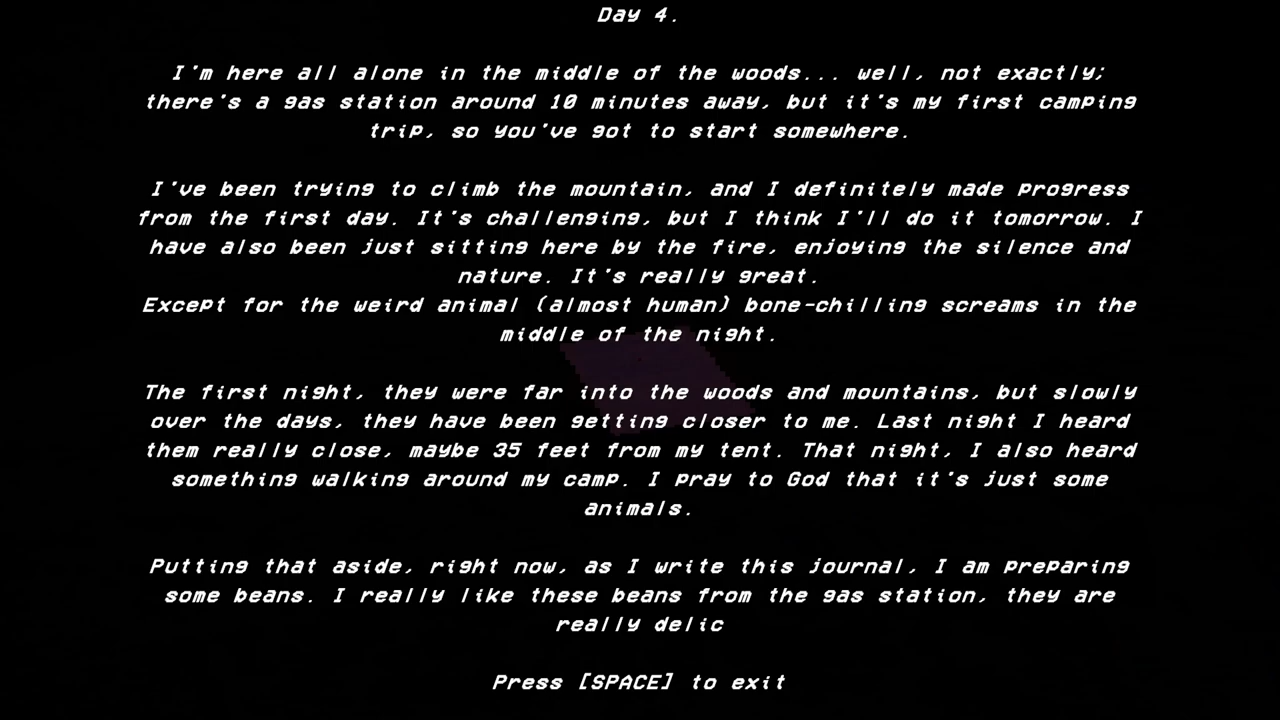 Day 4.
I'm here all alone in the middle of the woods... well, not exactly;
there's a gas station around 10 minutes away, but it's my first camping
trip, so you've got to start somewhere.
I've been trying to climb the mountain, and I definitely made progress
from the first day. It's challenging, but I think I'll do it tomorrow. I
have also been just sitting here by the fire, enjoying the silence and
nature. It's really great.
Except for the weird animal (almost human) bone-chilling screams in the
middle of the night.
The first night, they were far into the woods and mountains, but slowly
over the days, they have been getting closer to me. Last night I heard
them really close, maybe 35 feet from my tent. That night, I also heard
something walking around my camp. I pray to God that it's just some
animals.
Putting that aside, right now, as I write this journal, I am preparing
some beans. I really like these beans from the gas station, they are
really delic
Press [SPACE] to exit